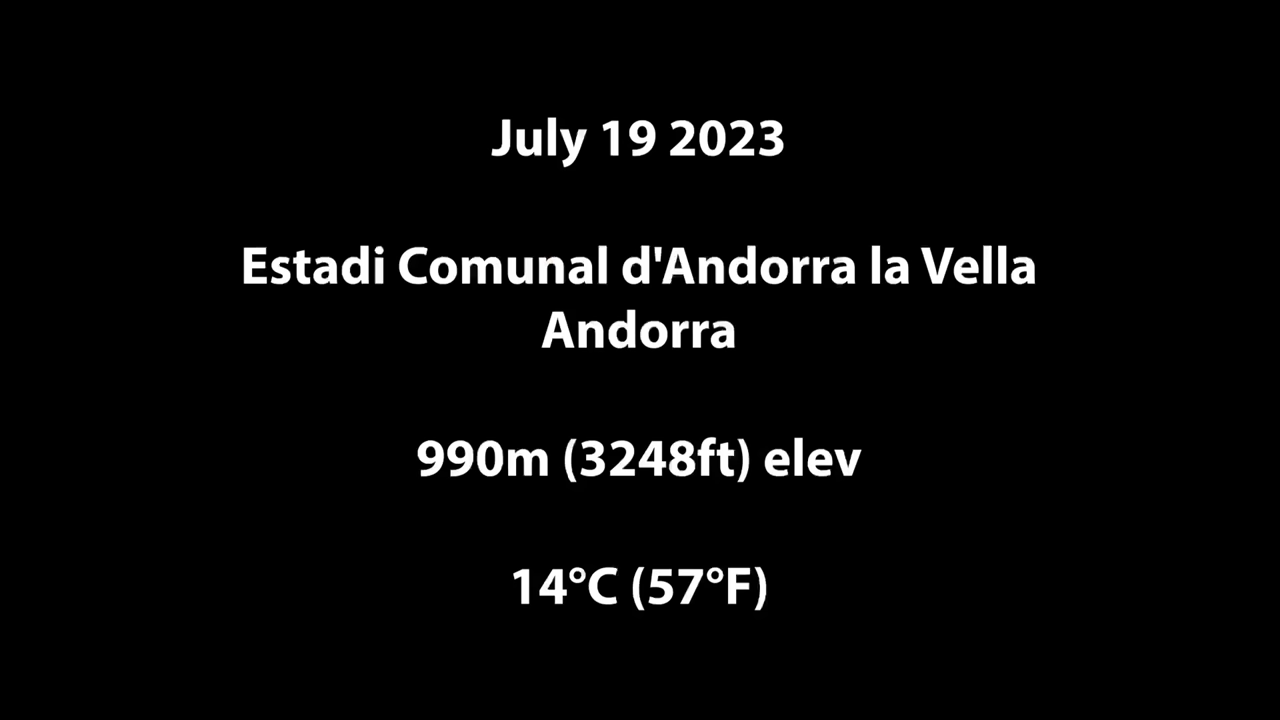 July 19 2023
Estadi Comunal d'Andorra la Vella
Andorra
990m (3248ft) elev
14°C (57°F)